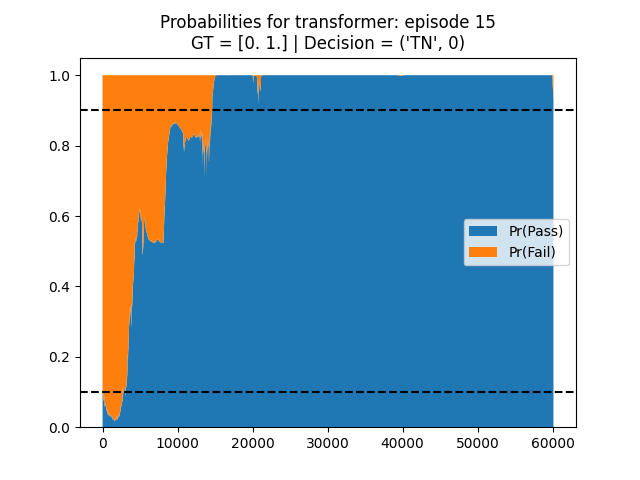 Probabilities for transformer: episode 15
GT = [0. 1.] | Decision = ('TN', 0)
1.0
0.8
0.6
0.4
0.2
0.0
Pr(Pass)
Pr(Fail)
0 10000 20000 30000 40000 50000 60000